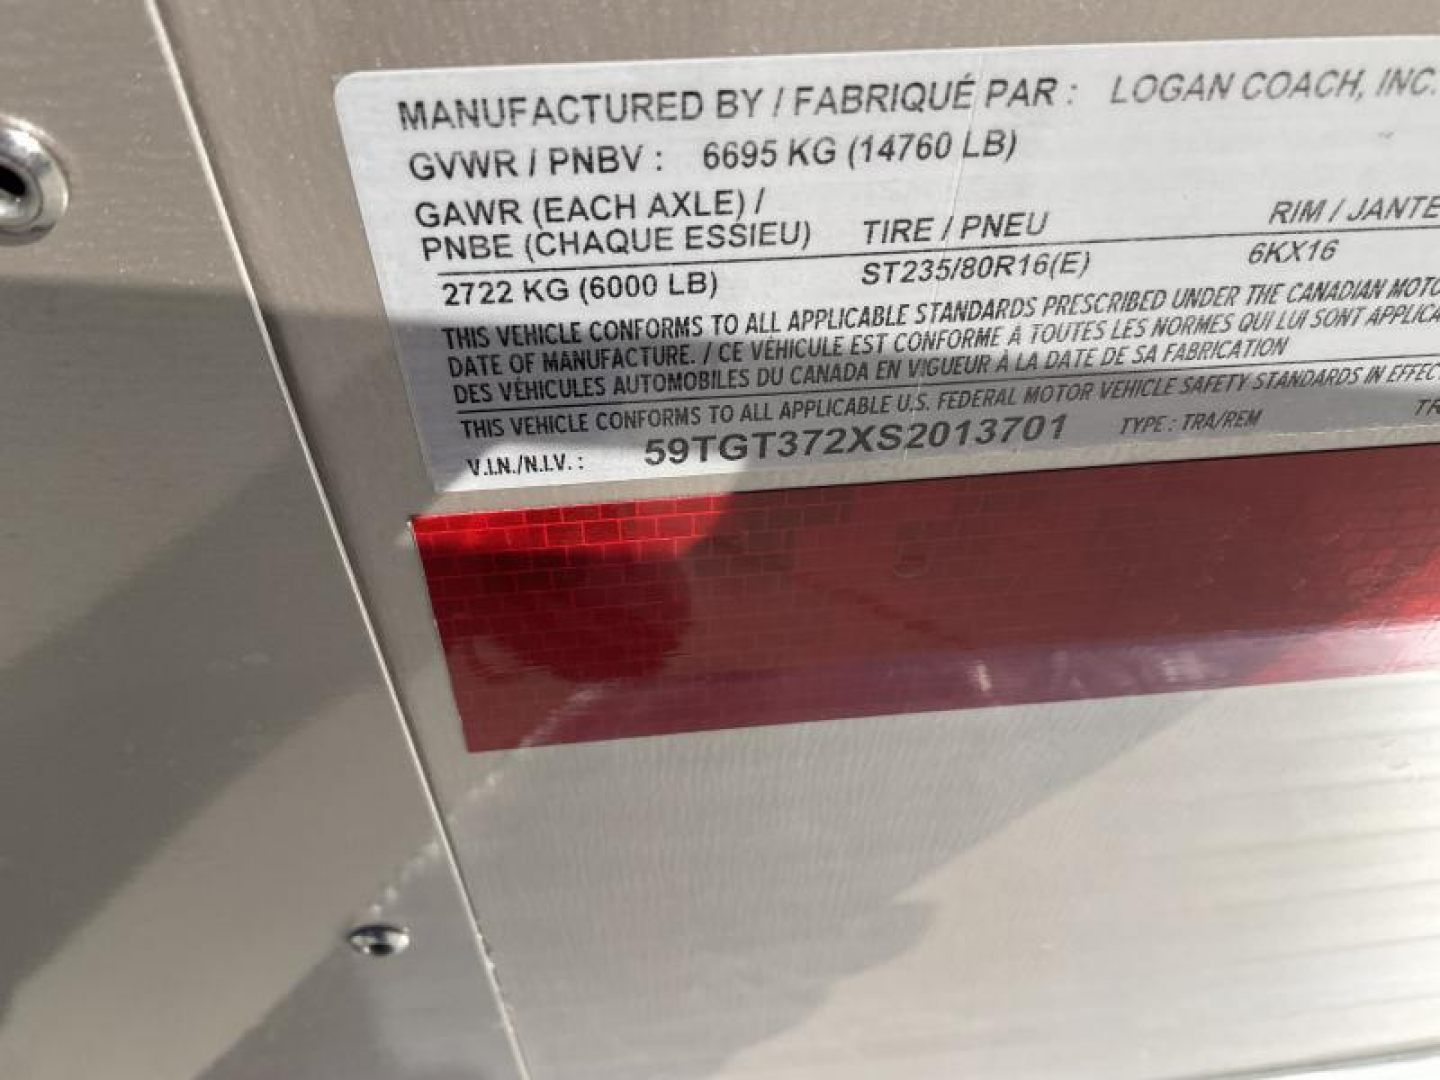 MANUFACTURED BY / FABRIQUÉ PAR : LOGAN COACH, INC.
GVWR / PNBV : 6695 KG (14760 LB)
GAWR (EACH AXLE) /
PNBE (CHAQUE ESSIEU) TIRE / PNEU RIM / JANTE
2722 KG (6000 LB) ST235/80R16(E) 6KX16
THIS VEHICLE CONFORMS TO ALL APPLICABLE STANDARDS PRESCRIBED UNDER THE CANADIAN MOTO
DATE OF MANUFACTURE. / CE VÉHICULE EST CONFORME À TOUTES LES NORMES QUI LUI SONT APPLICA
DES VÉHICULES AUTOMOBILES DU CANADA EN VIGUEUR À LA DATE DE SA FABRICATION
THIS VEHICLE CONFORMS TO ALL APPLICABLE U.S. FEDERAL MOTOR VEHICLE SAFETY STANDARDS IN EFFEC
V.I.N./N.I.V. : 59TGT372XS2013701 TYPE : TRA/REM TR